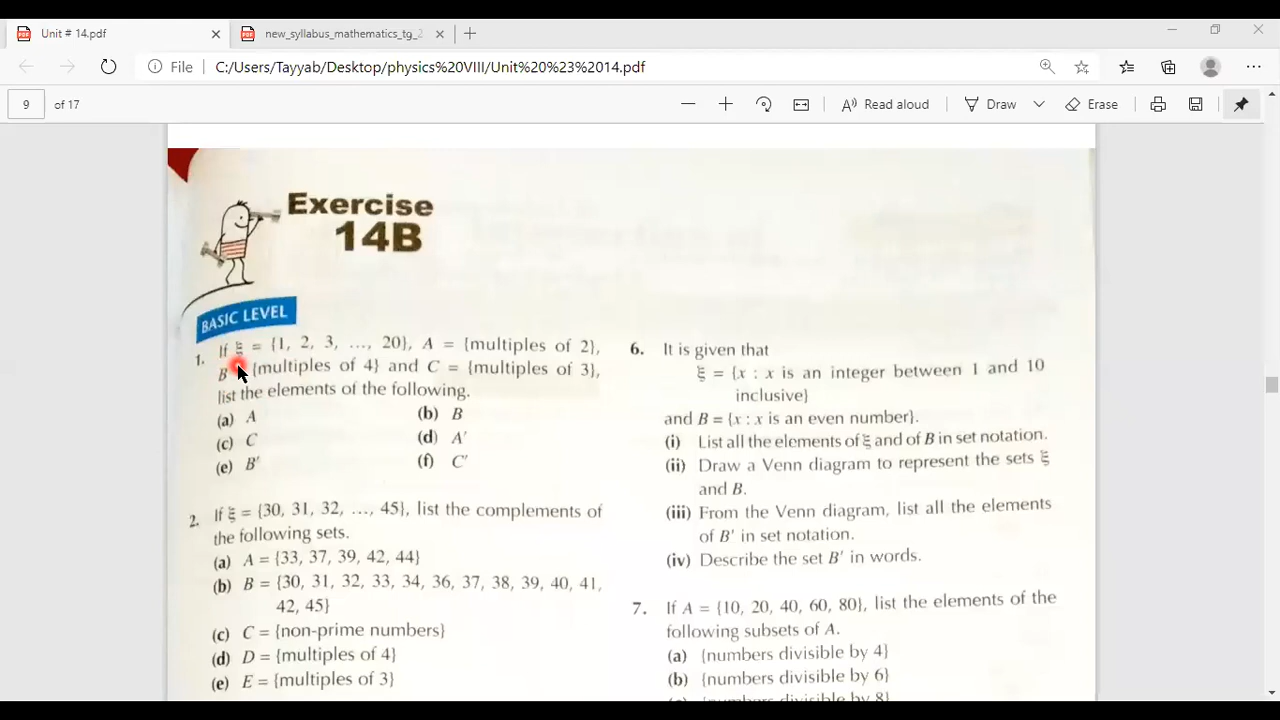 Unit # 14.pdf
new_syllabus_mathematics_tg_2
File
C:/Users/Tayyab/Desktop/physics%20VIII/Unit%20%23%2014.pdf
9 of 17
Read aloud
Draw
Erase
Exercise
14B
BASIC LEVEL
1. If ξ = {1, 2, 3, ..., 20}, A = {multiples of 2},
B {multiples of 4} and C = {multiples of 3},
list the elements of the following.
(a) A
(b) B
(c) C
(d) A′
(e) B′
(f) C′
2. If ξ = {30, 31, 32, ..., 45}, list the complements of
the following sets.
(a) A = {33, 37, 39, 42, 44}
(b) B = {30, 31, 32, 33, 34, 36, 37, 38, 39, 40, 41,
42, 45}
(c) C = {non-prime numbers}
(d) D = {multiples of 4}
(e) E = {multiples of 3}
6. It is given that
ξ = {x : x is an integer between 1 and 10
inclusive}
and B = {x : x is an even number}.
(i) List all the elements of ξ and of B in set notation.
(ii) Draw a Venn diagram to represent the sets ξ
and B.
(iii) From the Venn diagram, list all the elements
of B′ in set notation.
(iv) Describe the set B′ in words.
7. If A = {10, 20, 40, 60, 80}, list the elements of the
following subsets of A.
(a) {numbers divisible by 4}
(b) {numbers divisible by 6}
{numbers divisible by 8}